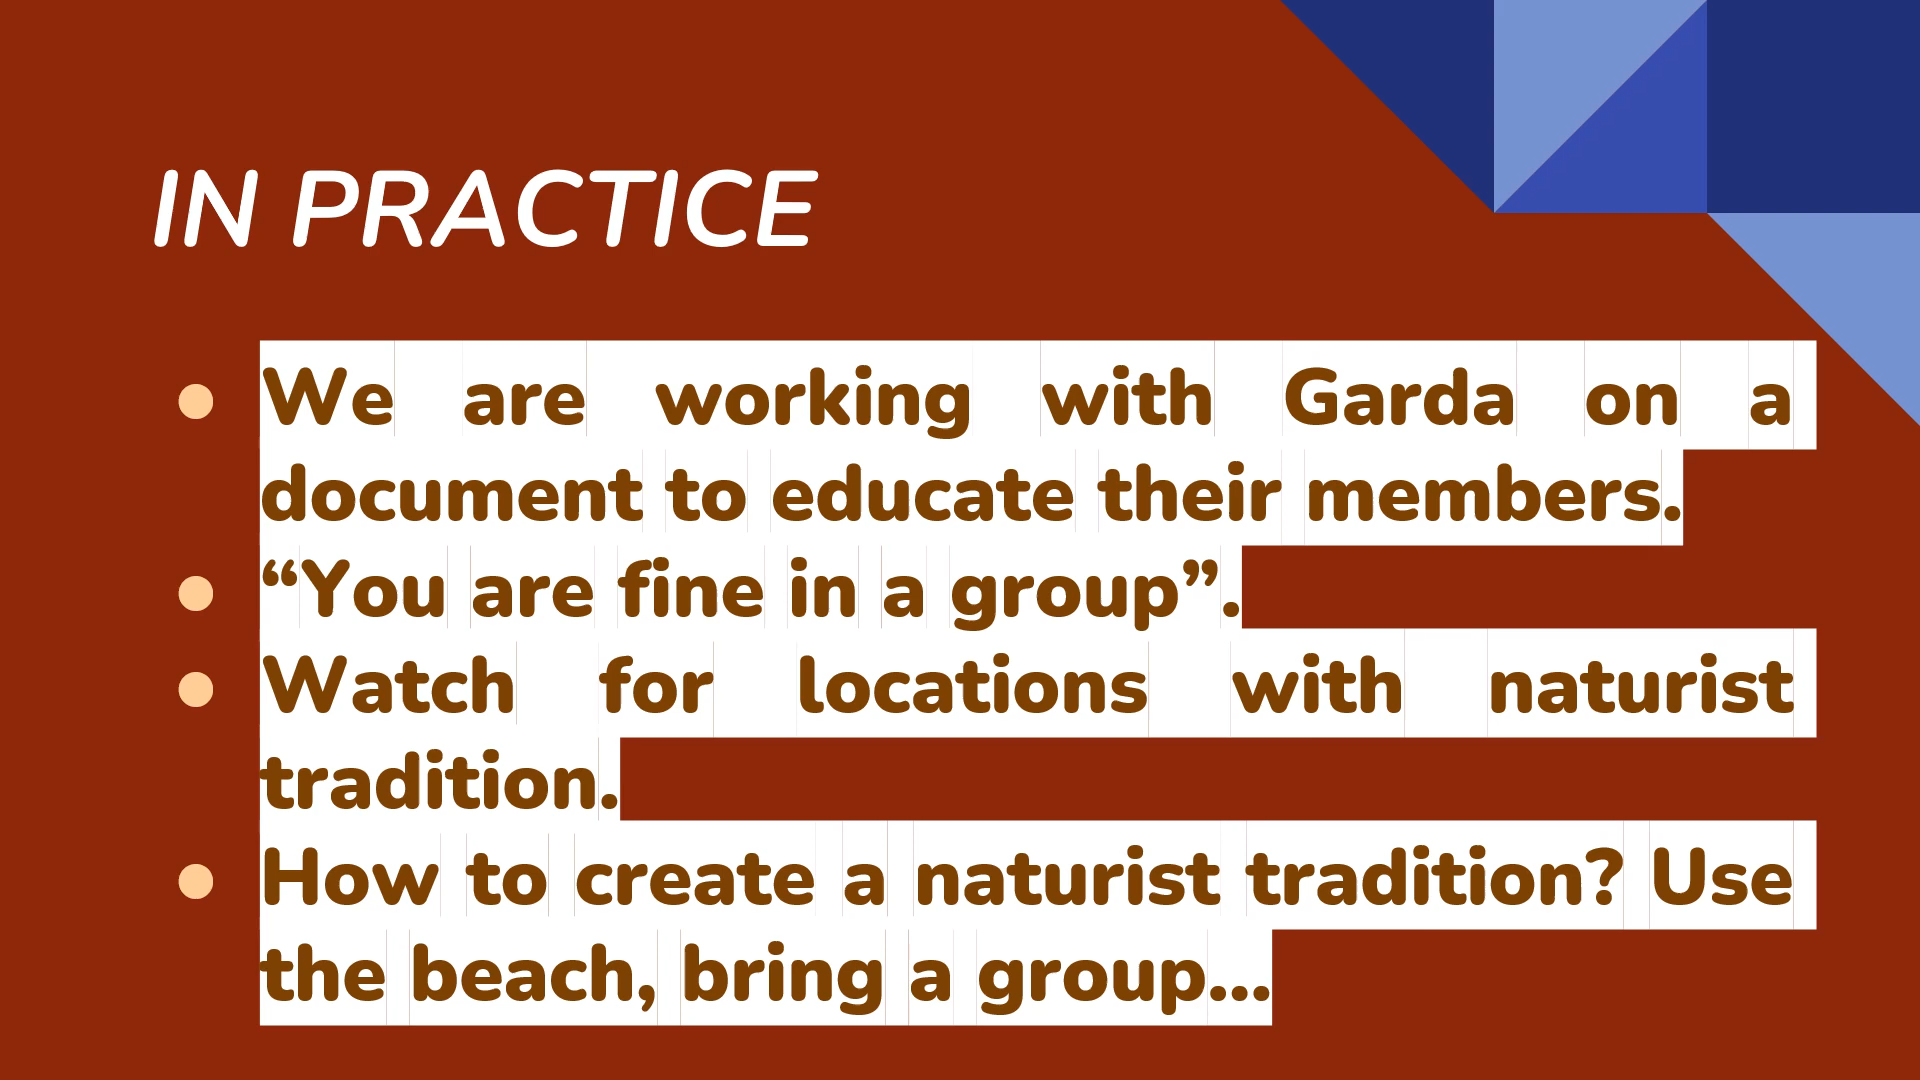 IN PRACTICE
● We are working with Garda on a
document to educate their members.
● “You are fine in a group”.
● Watch for locations with naturist
tradition.
● How to create a naturist tradition? Use
the beach, bring a group...